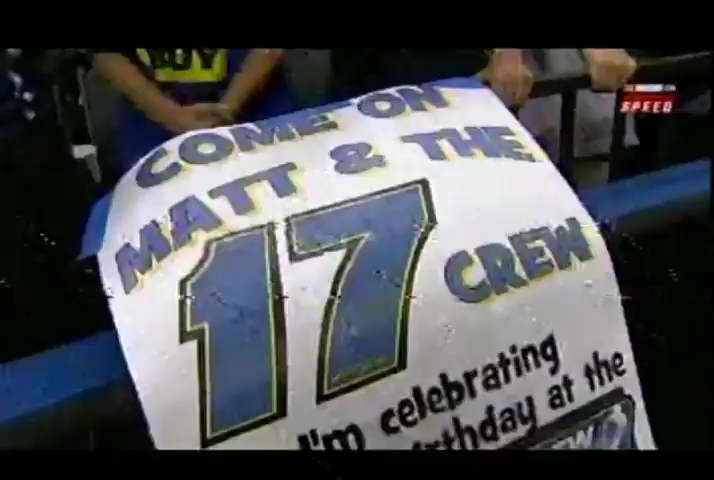 SPEED
COME ON
MATT & THE
17 CREW
I'm celebrating
birthday at the